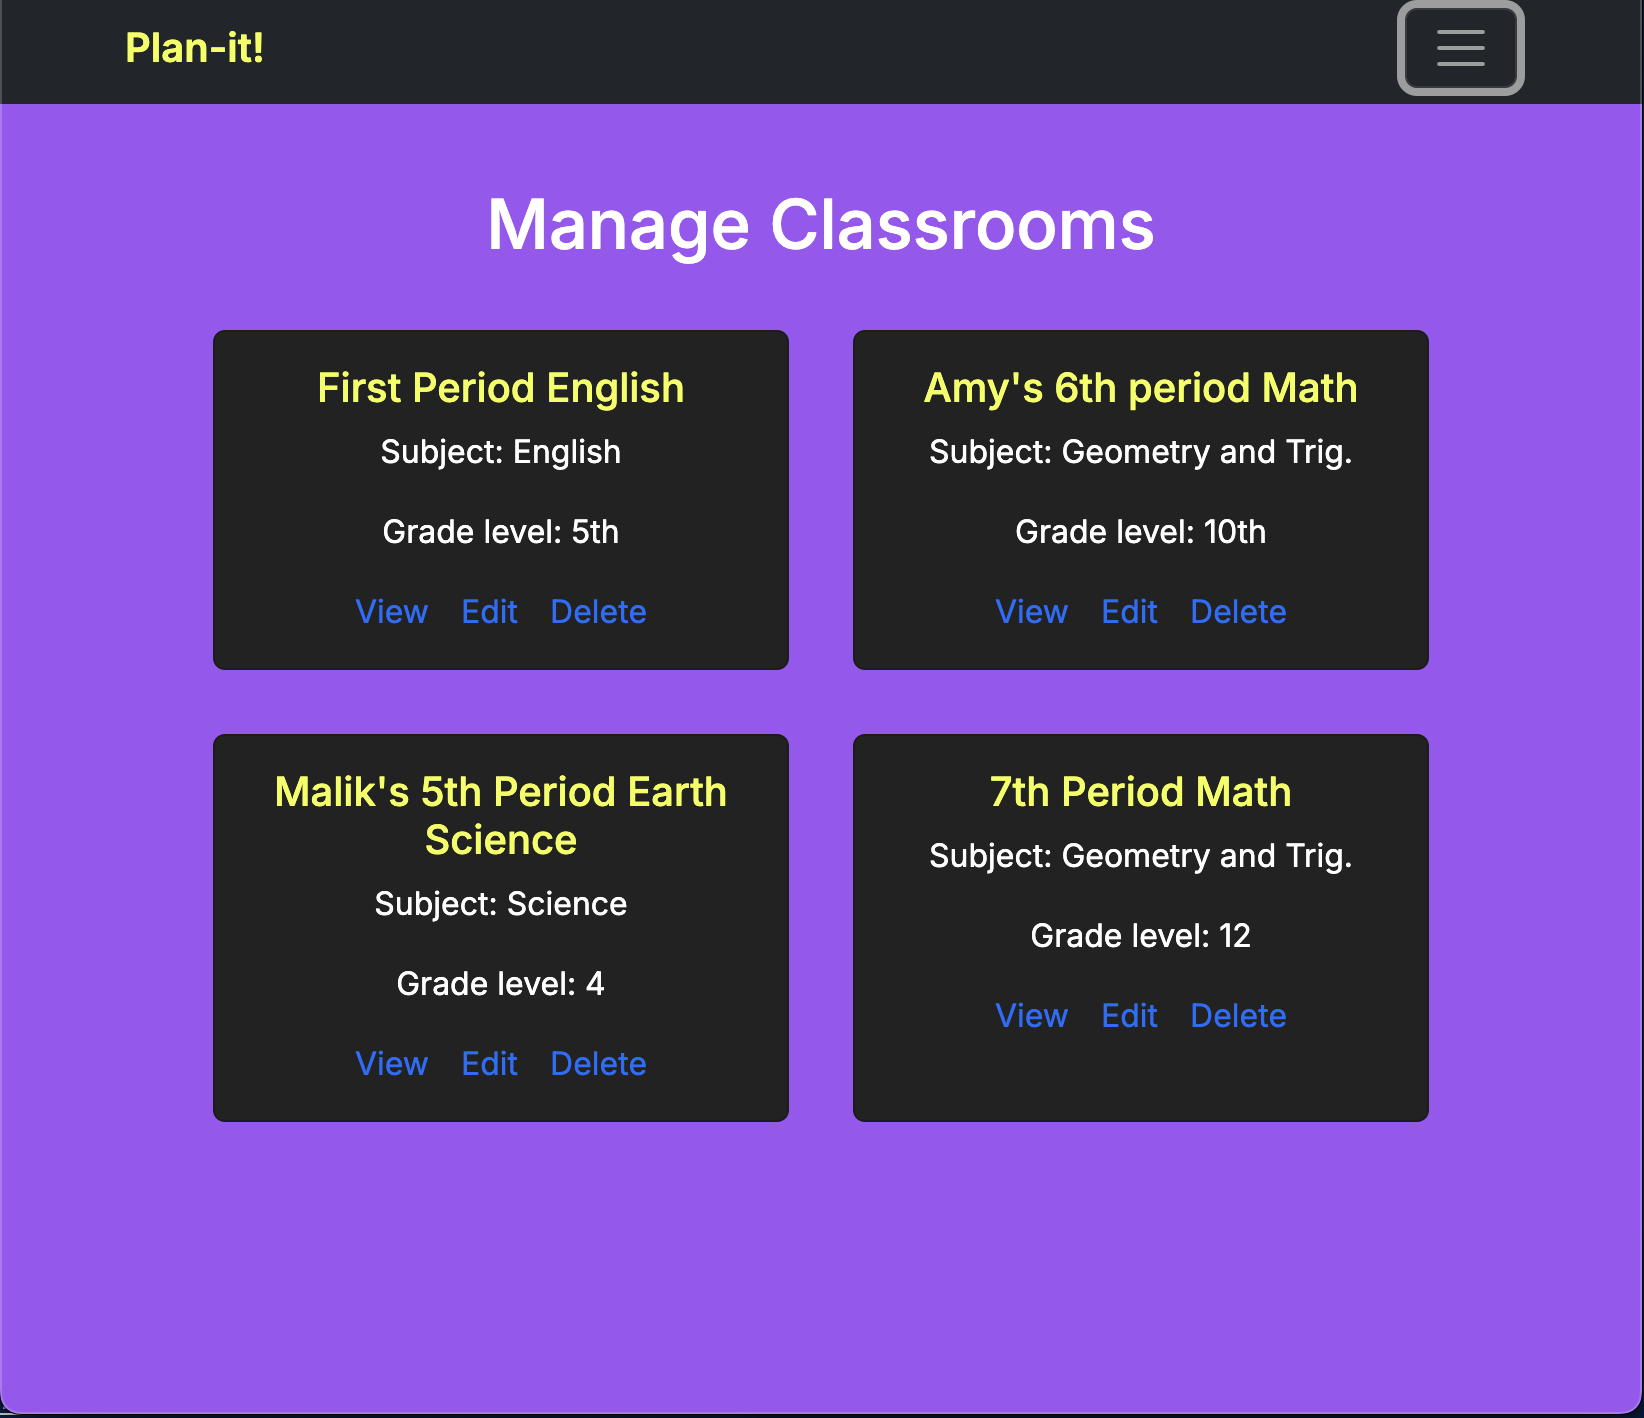 Plan-it!
Manage Classrooms
First Period English
Subject: English
Grade level: 5th
View Edit Delete
Amy's 6th period Math
Subject: Geometry and Trig.
Grade level: 10th
View Edit Delete
Malik's 5th Period Earth
Science
Subject: Science
Grade level: 4
View Edit Delete
7th Period Math
Subject: Geometry and Trig.
Grade level: 12
View Edit Delete